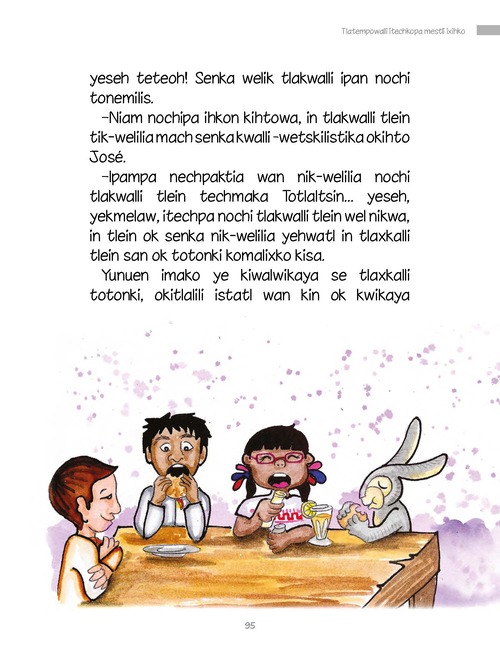 Tlatempowalli itechkopa mestli ixihko
yeseh teteoh! Senka welik tlakwalli ipan nochi
tonemilis.
–Niam nochipa ihkon kihtowa, in tlakwalli tlein
tik-welilia mach senka kwalli –wetskilistika okihto
José.
–Ipampa nechpaktia wan nik-welilia nochi
tlakwalli tlein techmaka Totlaltsin... yeseh,
yekmelaw, itechpa nochi tlakwalli tlein wel nikwa,
in tlein ok senka nik-welilia yehwatl in tlaxkalli
tlein san ok totonki komalixko kisa.
Yunuen imako ye kiwalwikaya se tlaxkalli
totonki, okitlalili istatl wan kin ok kwikaya
95